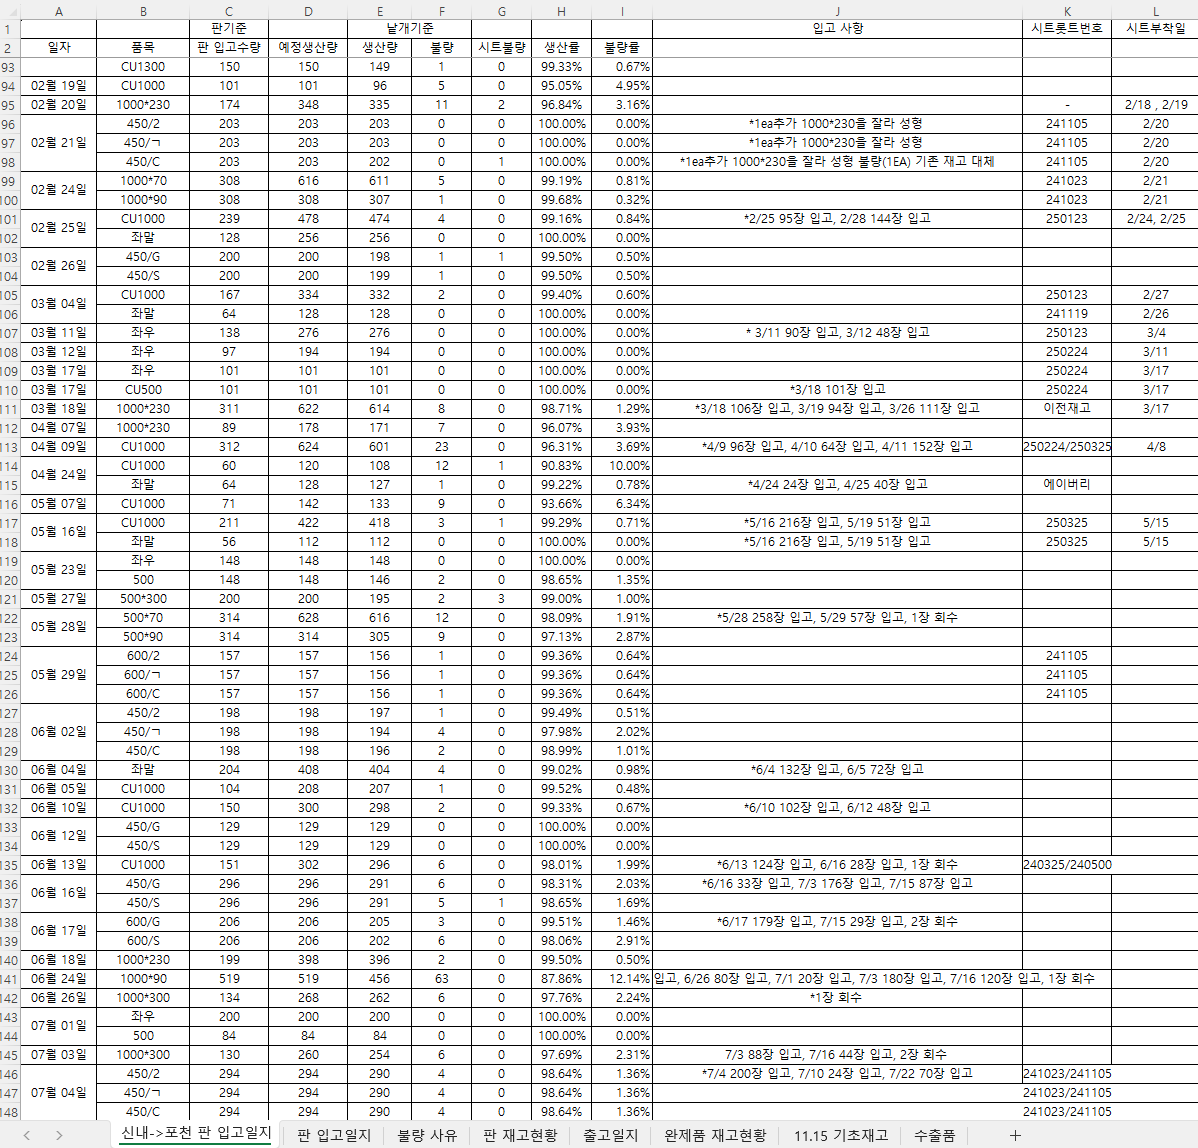 A B C D E F G H I J K L
1 판기준 낱개기준 입고 사항 시트롯트번호 시트부착일
2 일자 품목 판 입고수량 예정생산량 생산량 불량 시트불량 생산률 불량률
93 CU1300 150 150 149 1 0 99.33% 0.67%
94 02월 19일 CU1000 101 101 96 5 0 95.05% 4.95%
95 02월 20일 1000*230 174 348 335 11 2 96.84% 3.16% - 2/18 , 2/19
96 450/2 203 203 203 0 0 100.00% 0.00% *1ea추가 1000*230을 잘라 성형 241105 2/20
97 02월 21일 450/ㄱ 203 203 203 0 0 100.00% 0.00% *1ea추가 1000*230을 잘라 성형 241105 2/20
98 450/C 203 203 202 0 1 100.00% 0.00% *1ea추가 1000*230을 잘라 성형 불량(1EA) 기존 재고 대체 241105 2/20
99 02월 24일 1000*70 308 616 611 5 0 99.19% 0.81% 241023 2/21
100 1000*90 308 308 307 1 0 99.68% 0.32% 241023 2/21
101 02월 25일 CU1000 239 478 474 4 0 99.16% 0.84% *2/25 95장 입고, 2/28 144장 입고 250123 2/24, 2/25
102 좌말 128 256 256 0 0 100.00% 0.00%
103 02월 26일 450/G 200 200 198 1 1 99.50% 0.50%
104 450/S 200 200 199 1 0 99.50% 0.50%
105 03월 04일 CU1000 167 334 332 2 0 99.40% 0.60% 250123 2/27
106 좌말 64 128 128 0 0 100.00% 0.00% 241119 2/26
107 03월 11일 좌우 138 276 276 0 0 100.00% 0.00% * 3/11 90장 입고, 3/12 48장 입고 250123 3/4
108 03월 12일 좌우 97 194 194 0 0 100.00% 0.00% 250224 3/11
109 03월 17일 좌우 101 101 101 0 0 100.00% 0.00% 250224 3/17
110 03월 17일 CU500 101 101 101 0 0 100.00% 0.00% *3/18 101장 입고 250224 3/17
111 03월 18일 1000*230 311 622 614 8 0 98.71% 1.29% *3/18 106장 입고, 3/19 94장 입고, 3/26 111장 입고 이전재고 3/17
112 04월 07일 1000*230 89 178 171 7 0 96.07% 3.93%
113 04월 09일 CU1000 312 624 601 23 0 96.31% 3.69% *4/9 96장 입고, 4/10 64장 입고, 4/11 152장 입고 250224/250325 4/8
114 04월 24일 CU1000 60 120 108 12 1 90.83% 10.00%
115 좌말 64 128 127 1 0 99.22% 0.78% *4/24 24장 입고, 4/25 40장 입고 에이버리
116 05월 07일 CU1000 71 142 133 9 0 93.66% 6.34%
117 05월 16일 CU1000 211 422 418 3 1 99.29% 0.71% *5/16 216장 입고, 5/19 51장 입고 250325 5/15
118 좌말 56 112 112 0 0 100.00% 0.00% *5/16 216장 입고, 5/19 51장 입고 250325 5/15
119 05월 23일 좌우 148 148 148 0 0 100.00% 0.00%
120 500 148 148 146 2 0 98.65% 1.35%
121 05월 27일 500*300 200 200 195 2 3 99.00% 1.00%
122 05월 28일 500*70 314 628 616 12 0 98.09% 1.91% *5/28 258장 입고, 5/29 57장 입고, 1장 회수
123 500*90 314 314 305 9 0 97.13% 2.87%
124 600/2 157 157 156 1 0 99.36% 0.64% 241105
125 05월 29일 600/ㄱ 157 157 156 1 0 99.36% 0.64% 241105
126 600/C 157 157 156 1 0 99.36% 0.64% 241105
127 450/2 198 198 197 1 0 99.49% 0.51%
128 06월 02일 450/ㄱ 198 198 194 4 0 97.98% 2.02%
129 450/C 198 198 196 2 0 98.99% 1.01%
130 06월 04일 좌말 204 408 404 4 0 99.02% 0.98% *6/4 132장 입고, 6/5 72장 입고
131 06월 05일 CU1000 104 208 207 1 0 99.52% 0.48%
132 06월 10일 CU1000 150 300 298 2 0 99.33% 0.67% *6/10 102장 입고, 6/12 48장 입고
133 06월 12일 450/G 129 129 129 0 0 100.00% 0.00%
134 450/S 129 129 129 0 0 100.00% 0.00%
135 06월 13일 CU1000 151 302 296 6 0 98.01% 1.99% *6/13 124장 입고, 6/16 28장 입고, 1장 회수 240325/240500
136 06월 16일 450/G 296 296 291 6 0 98.31% 2.03% *6/16 33장 입고, 7/3 176장 입고, 7/15 87장 입고
137 450/S 296 296 291 5 1 98.65% 1.69%
138 06월 17일 600/G 206 206 205 3 0 99.51% 1.46% *6/17 179장 입고, 7/15 29장 입고, 2장 회수
139 600/S 206 206 202 6 0 98.06% 2.91%
140 06월 18일 1000*230 199 398 396 2 0 99.50% 0.50%
141 06월 24일 1000*90 519 519 456 63 0 87.86% 12.14% 입고, 6/26 80장 입고, 7/1 20장 입고, 7/3 180장 입고, 7/16 120장 입고, 1장 회수
142 06월 26일 1000*300 134 268 262 6 0 97.76% 2.24% *1장 회수
143 07월 01일 좌우 200 200 200 0 0 100.00% 0.00%
144 500 84 84 84 0 0 100.00% 0.00%
145 07월 03일 1000*300 130 260 254 6 0 97.69% 2.31% 7/3 88장 입고, 7/16 44장 입고, 2장 회수
146 450/2 294 294 290 4 0 98.64% 1.36% *7/4 200장 입고, 7/10 24장 입고, 7/22 70장 입고 241023/241105
147 07월 04일 450/ㄱ 294 294 290 4 0 98.64% 1.36% 241023/241105
148 450/C 294 294 290 4 0 98.64% 1.36% 241023/241105
신내->포천 판 입고일지 판 입고일지 불량 사유 판 재고현황 출고일지 완제품 재고현황 11.15 기초재고 수출품 +